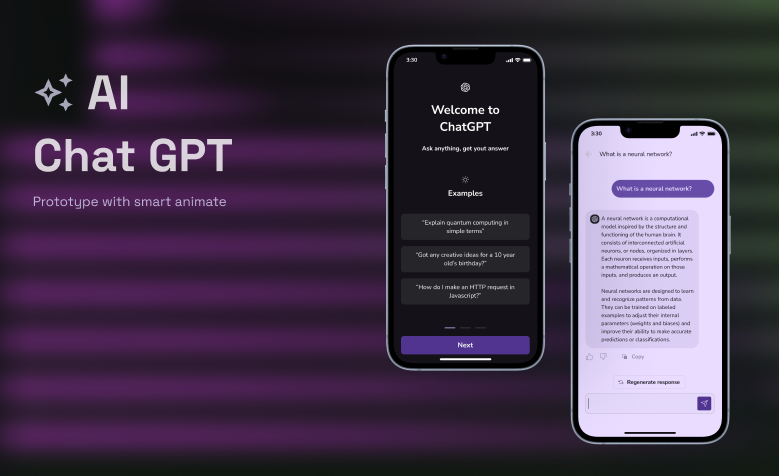 AI
Chat GPT
Prototype with smart animate
3:30
Welcome to
ChatGPT
Ask anything, get yout answer
Examples
"Explain quantum computing in
simple terms"
"Got any creative ideas for a 10 year
old's birthday?"
"How do I make an HTTP request in
Javascript?"
Next
3:30
What is a neural network?
What is a neural network?
A neural network is a computational
model inspired by the structure and
functioning of the human brain. It
consists of interconnected artificial
neurons, or nodes, organized in layers.
Each neuron receives inputs, performs
a mathematical operation on those
inputs, and produces an output.
Neural networks are designed to learn
and recognize patterns from data.
They can be trained on labeled
examples to adjust their internal
parameters (weights and biases) and
improve their ability to make accurate
predictions or classifications.
Copy
Regenerate response